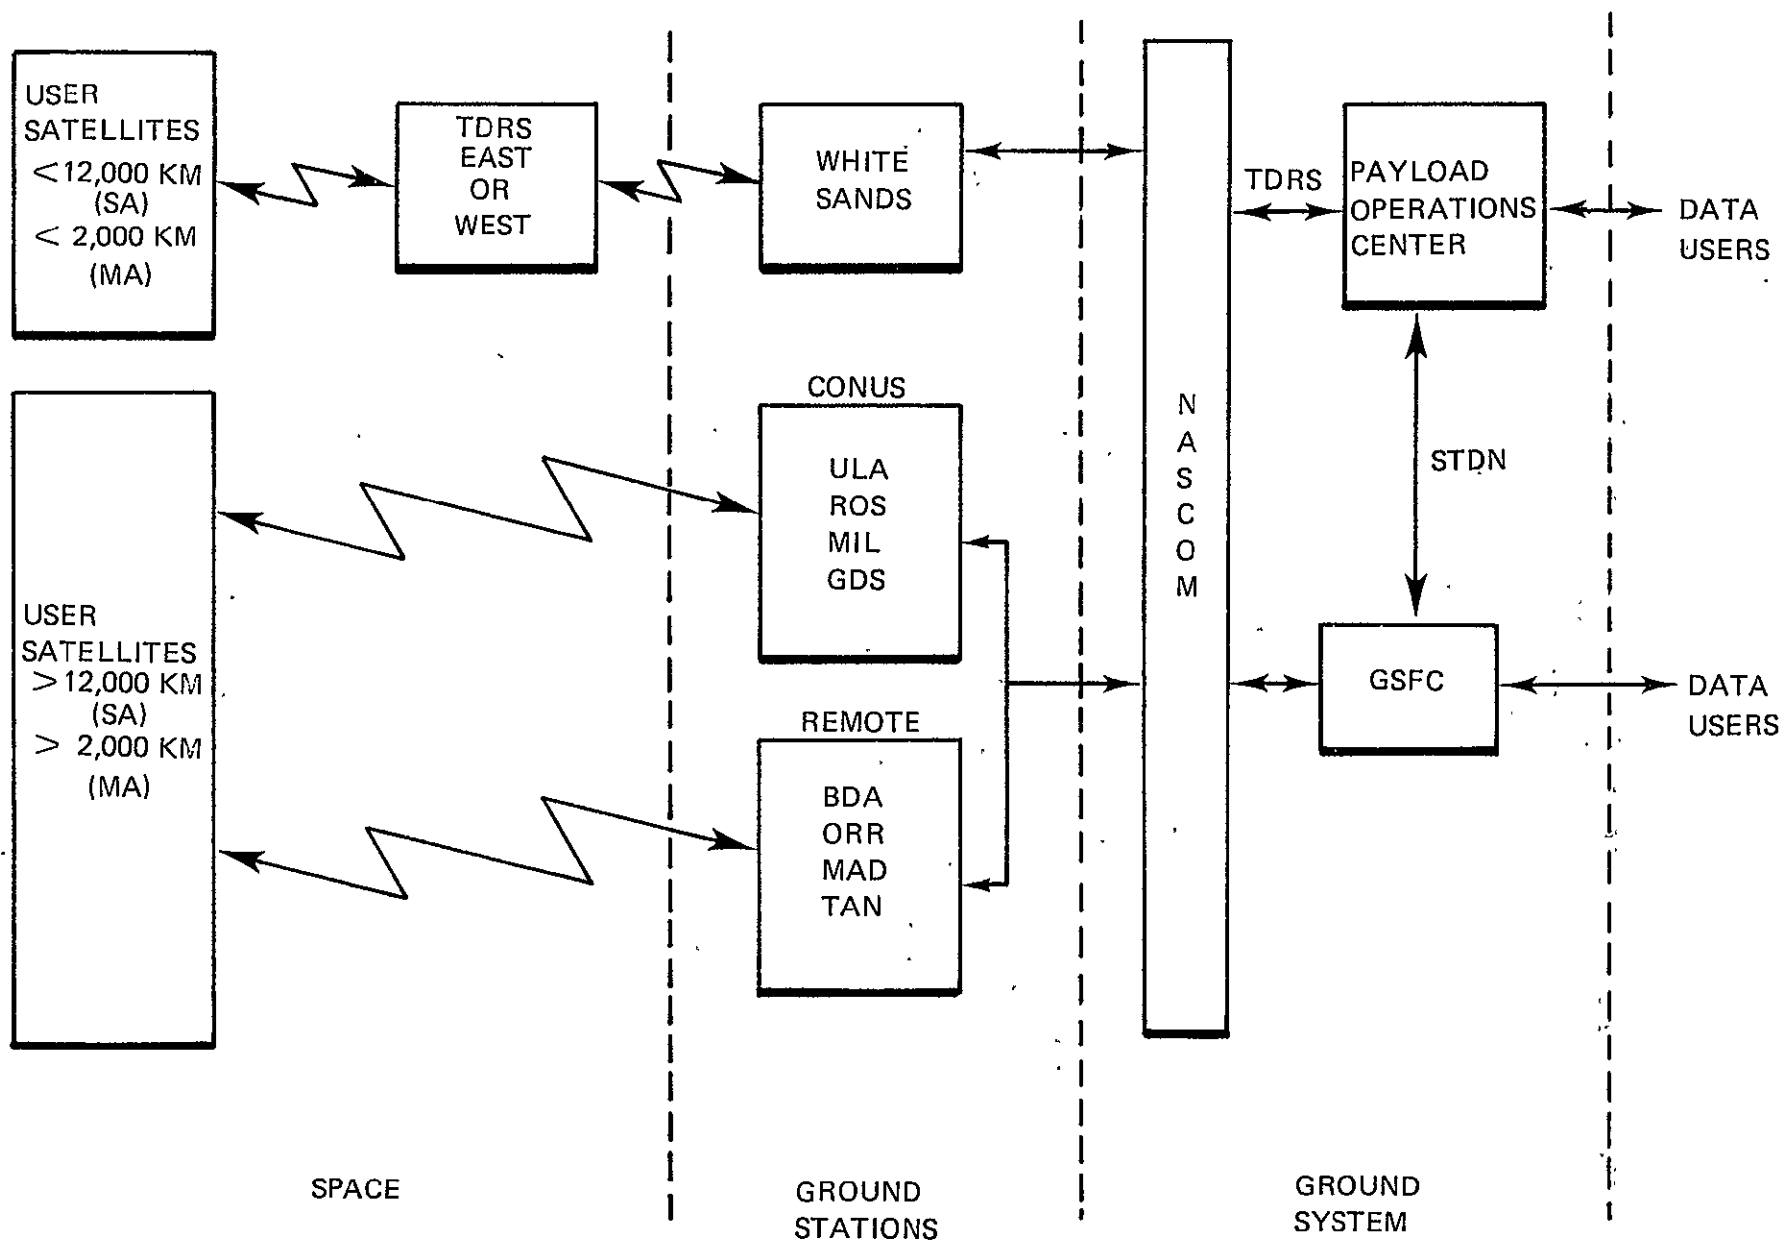 USER
SATELLITES
< 12,000 KM
(SA)
< 2,000 KM
(MA)
TDRS
EAST
OR
WEST
WHITE
SANDS
NASCOM
TDRS
PAYLOAD
OPERATIONS
CENTER
DATA
USERS
CONUS
ULA
ROS
MIL
GDS
STDN
USER
SATELLITES
> 12,000 KM
(SA)
> 2,000 KM
(MA)
REMOTE
BDA
ORR
MAD
TAN
GSFC
DATA
USERS
SPACE
GROUND
STATIONS
GROUND
SYSTEM